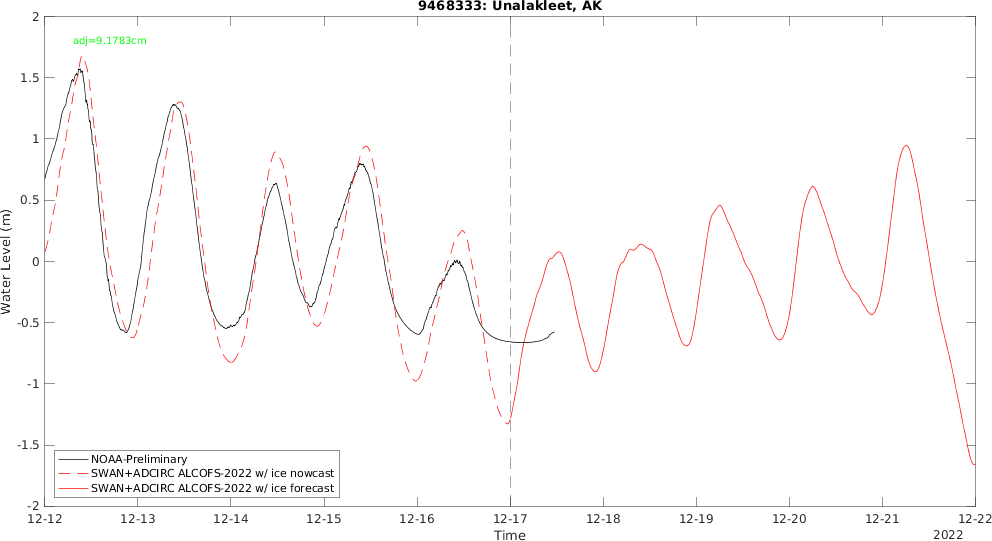 9468333: Unalakleet, AK
adj=9.1783cm
Water Level (m)
2
1.5
1
0.5
0
-0.5
-1
-1.5
-2
NOAA-Preliminary
SWAN+ADCIRC ALCOFS-2022 w/ ice nowcast
SWAN+ADCIRC ALCOFS-2022 w/ ice forecast
12-12 12-13 12-14 12-15 12-16 12-17 12-18 12-19 12-20 12-21 12-22
Time
2022